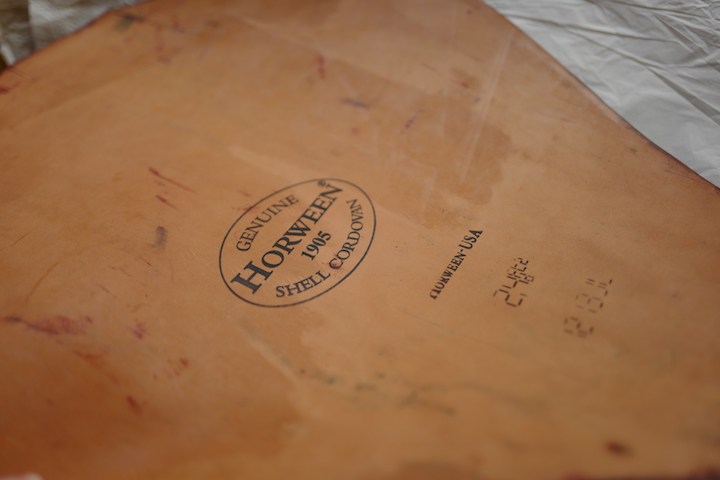 GENUINE
HORWEEN®
1905
SHELL CORDOVAN
HORWEEN·USA